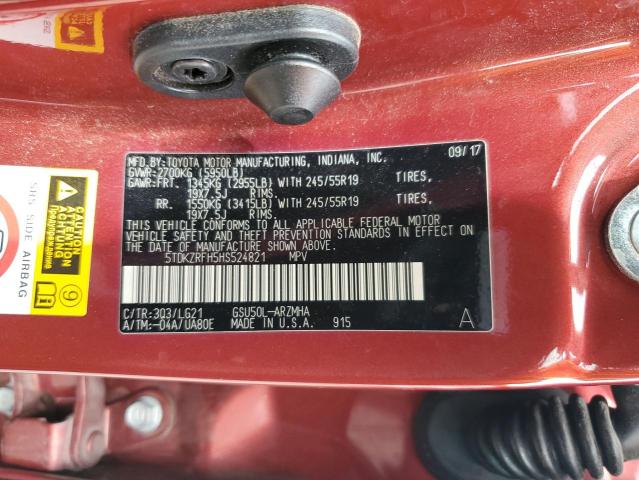 MFD. BY: TOYOTA MOTOR MANUFACTURING, INDIANA, INC. 09/17
GVWR: 2700KG (5950LB)
GAWR: FRT. 1345KG (2955LB) WITH 245/55R19 TIRES,
19X7.5J RIMS.
RR. 1550KG (3415LB) WITH 245/55R19 TIRES,
19X7.5J RIMS.
THIS VEHICLE CONFORMS TO ALL APPLICABLE FEDERAL MOTOR
VEHICLE SAFETY AND THEFT PREVENTION STANDARDS IN EFFECT ON
THE DATE OF MANUFACTURE SHOWN ABOVE.
5TDKZRFH5HS524821 MPV
C/TR: 3Q3/LG21 GSU50L-ARZMHA
A/TM: -04A/UA80E MADE IN U.S.A. 915 A
SRS SIDE AIRBAG
CAUTION
ACHTUNG
Предупреждение
9